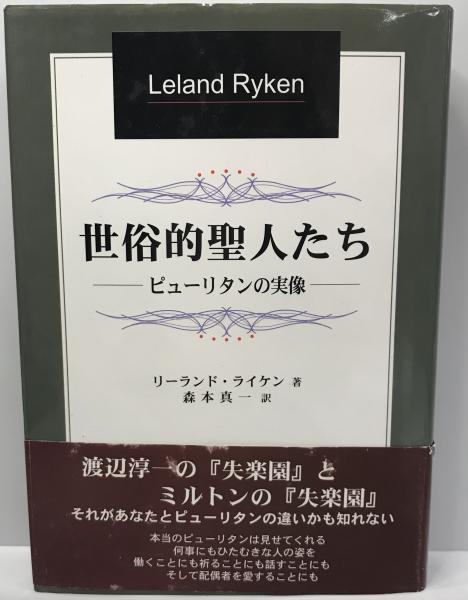 Leland Ryken
世俗的聖人たち
ピューリタンの実像
リーランド・ライケン 著
森本真一 訳
渡辺淳一の『失楽園』と
ミルトンの『失楽園』
それがあなたとピューリタンの違いかも知れない
本当のピューリタンは見せてくれる
何事にもひたむきな人の姿を
働くことにも祈ることにも話すことにも
そして配偶者を愛することにも